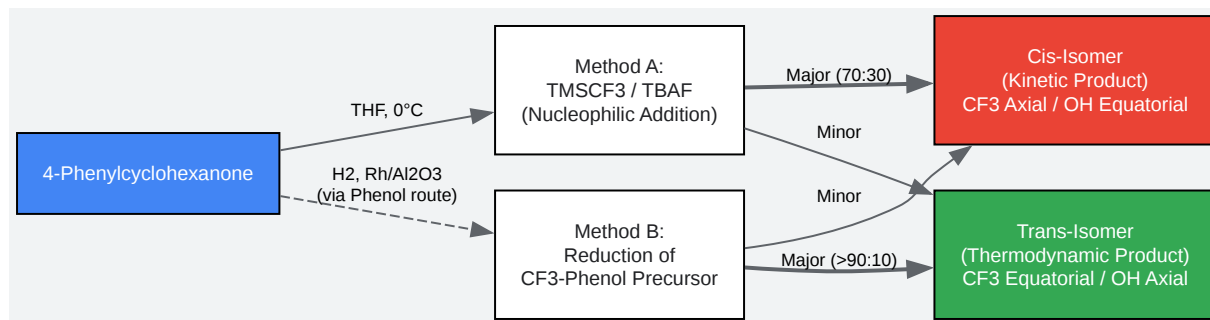 4-Phenylcyclohexanone
THF, 0°C
H2, Rh/Al2O3
(via Phenol route)
Method A:
TMSCF3 / TBAF
(Nucleophilic Addition)
Method B:
Reduction of
CF3-Phenol Precursor
Major (70:30)
Minor
Minor
Major (>90:10)
Cis-Isomer
(Kinetic Product)
CF3 Axial / OH Equatorial
Trans-Isomer
(Thermodynamic Product)
CF3 Equatorial / OH Axial